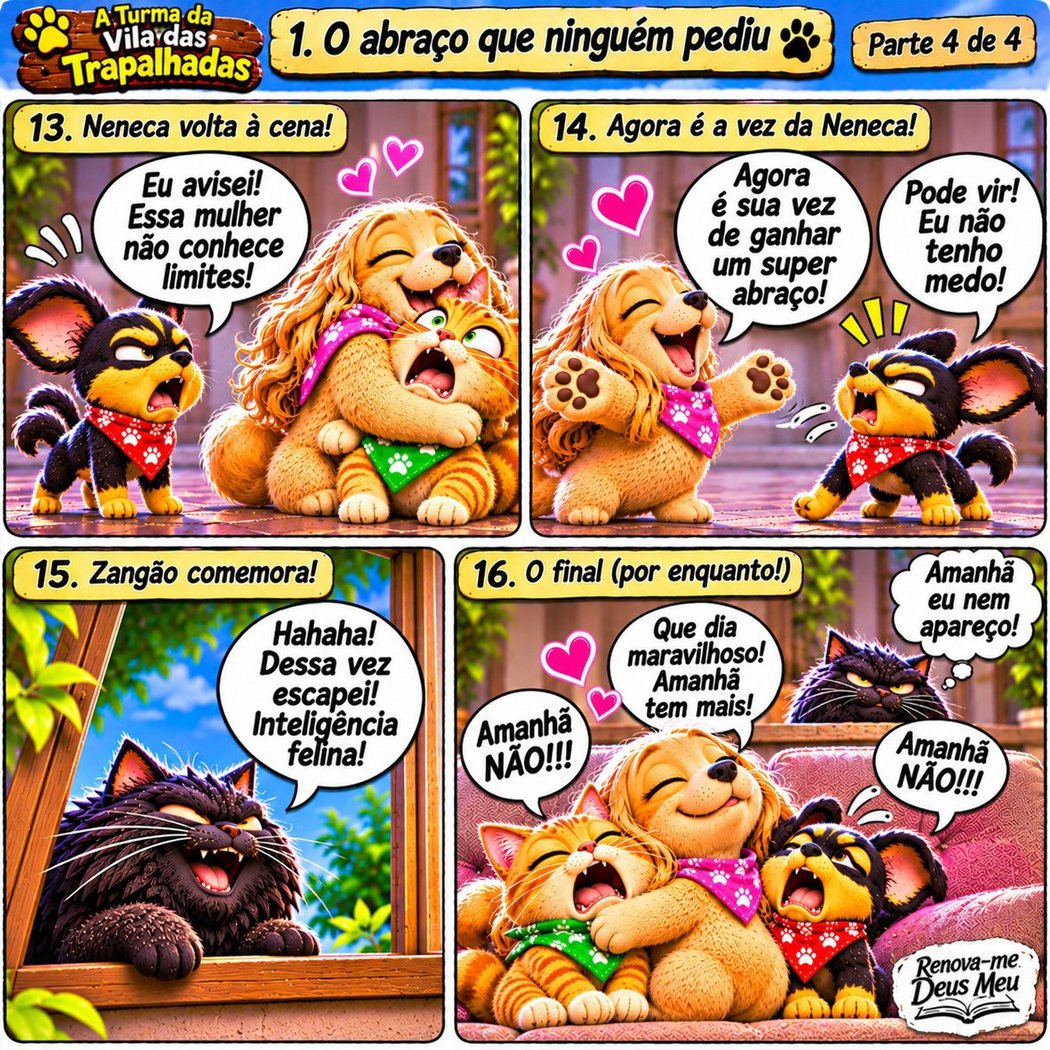 A Turma da
Vila das
Trapalhadas
1. O abraço que ninguém pediu
Parte 4 de 4
13. Neneca volta à cena!
Eu avisei!
Essa mulher
não conhece
limites!
14. Agora é a vez da Neneca!
Agora
é sua vez
de ganhar
um super
abraço!
Pode vir!
Eu não
tenho
medo!
15. Zangão comemora!
Hahaha!
Dessa vez
escapei!
Inteligência
felina!
16. O final (por enquanto!)
Amanhã
NÃO!!!
Que dia
maravilhoso!
Amanhã
tem mais!
Amanhã
eu nem
apareço!
Amanhã
NÃO!!!
Renova-me
Deus Meu